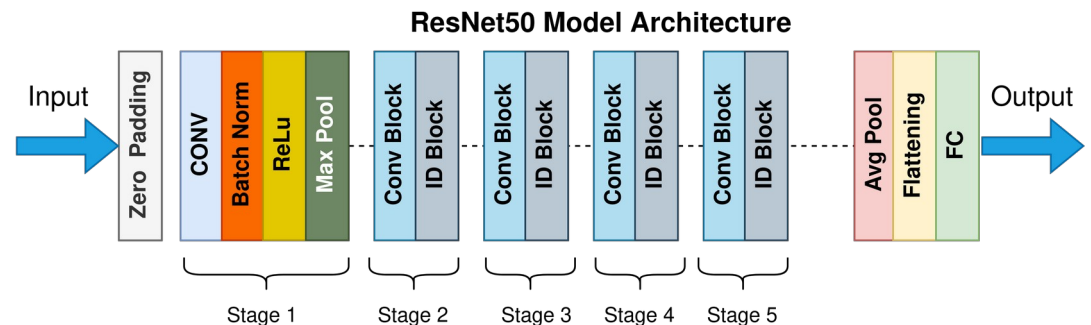 ResNet50 Model Architecture
Input
Zero Padding
CONV
Batch Norm
ReLu
Max Pool
Conv Block
ID Block
Conv Block
ID Block
Conv Block
ID Block
Conv Block
ID Block
Avg Pool
Flattening
FC
Output
Stage 1
Stage 2
Stage 3
Stage 4
Stage 5